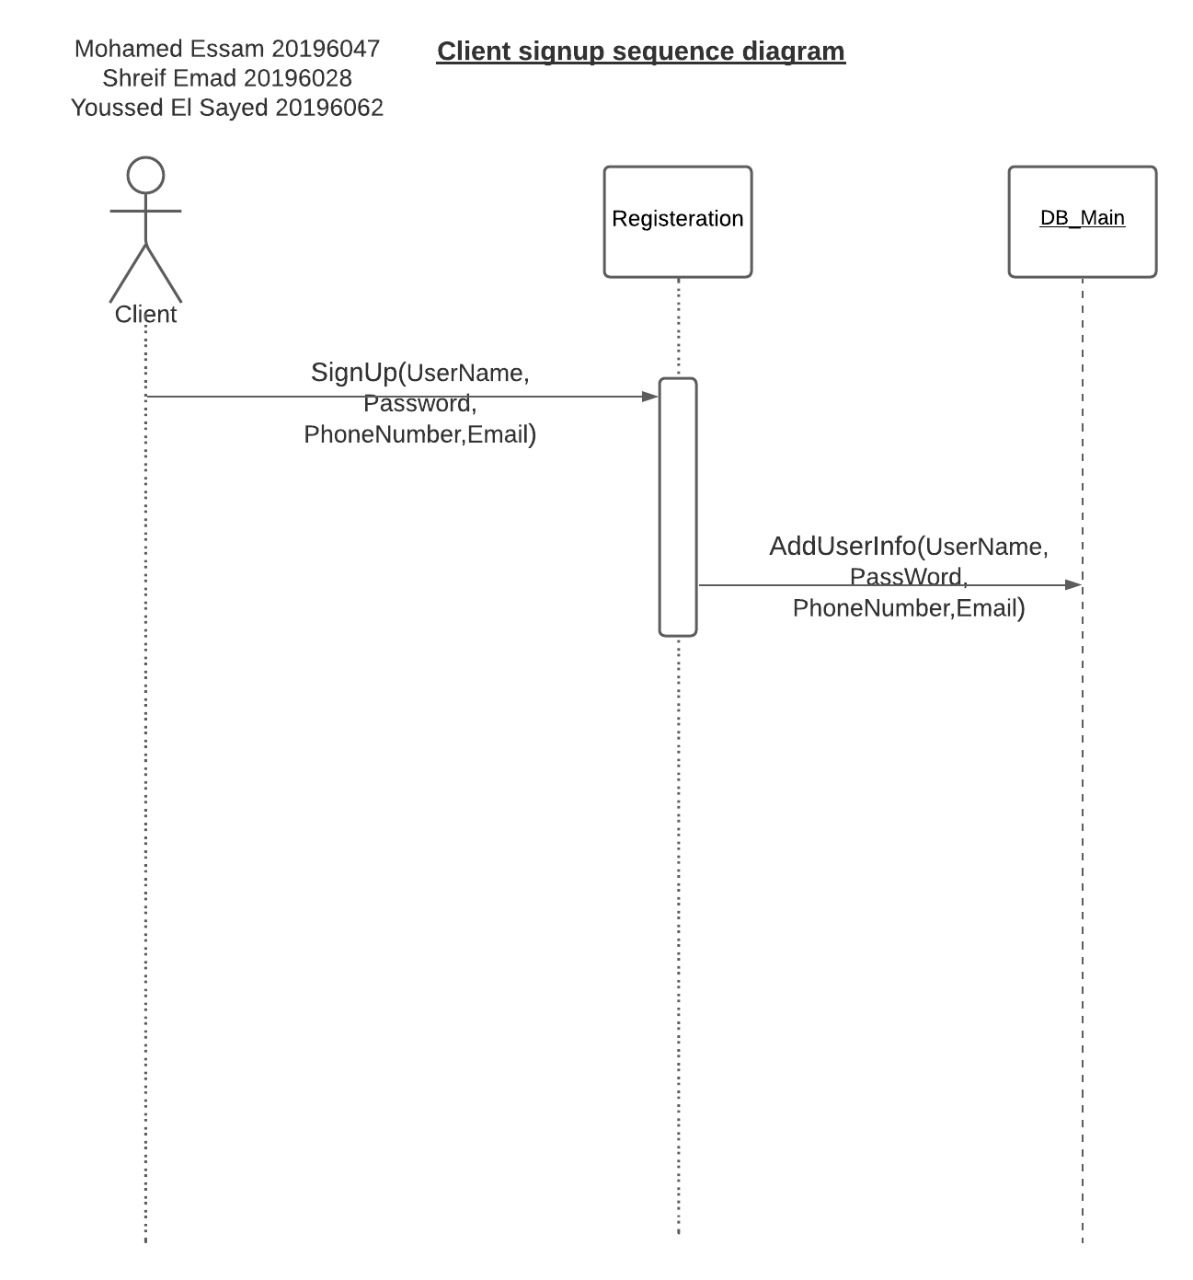 Mohamed Essam 20196047
Shreif Emad 20196028
Youssed El Sayed 20196062
Client signup sequence diagram
Registeration
DB_Main
Client
SignUp(UserName,
Password,
PhoneNumber,Email)
AddUserInfo(UserName,
PassWord,
PhoneNumber,Email)